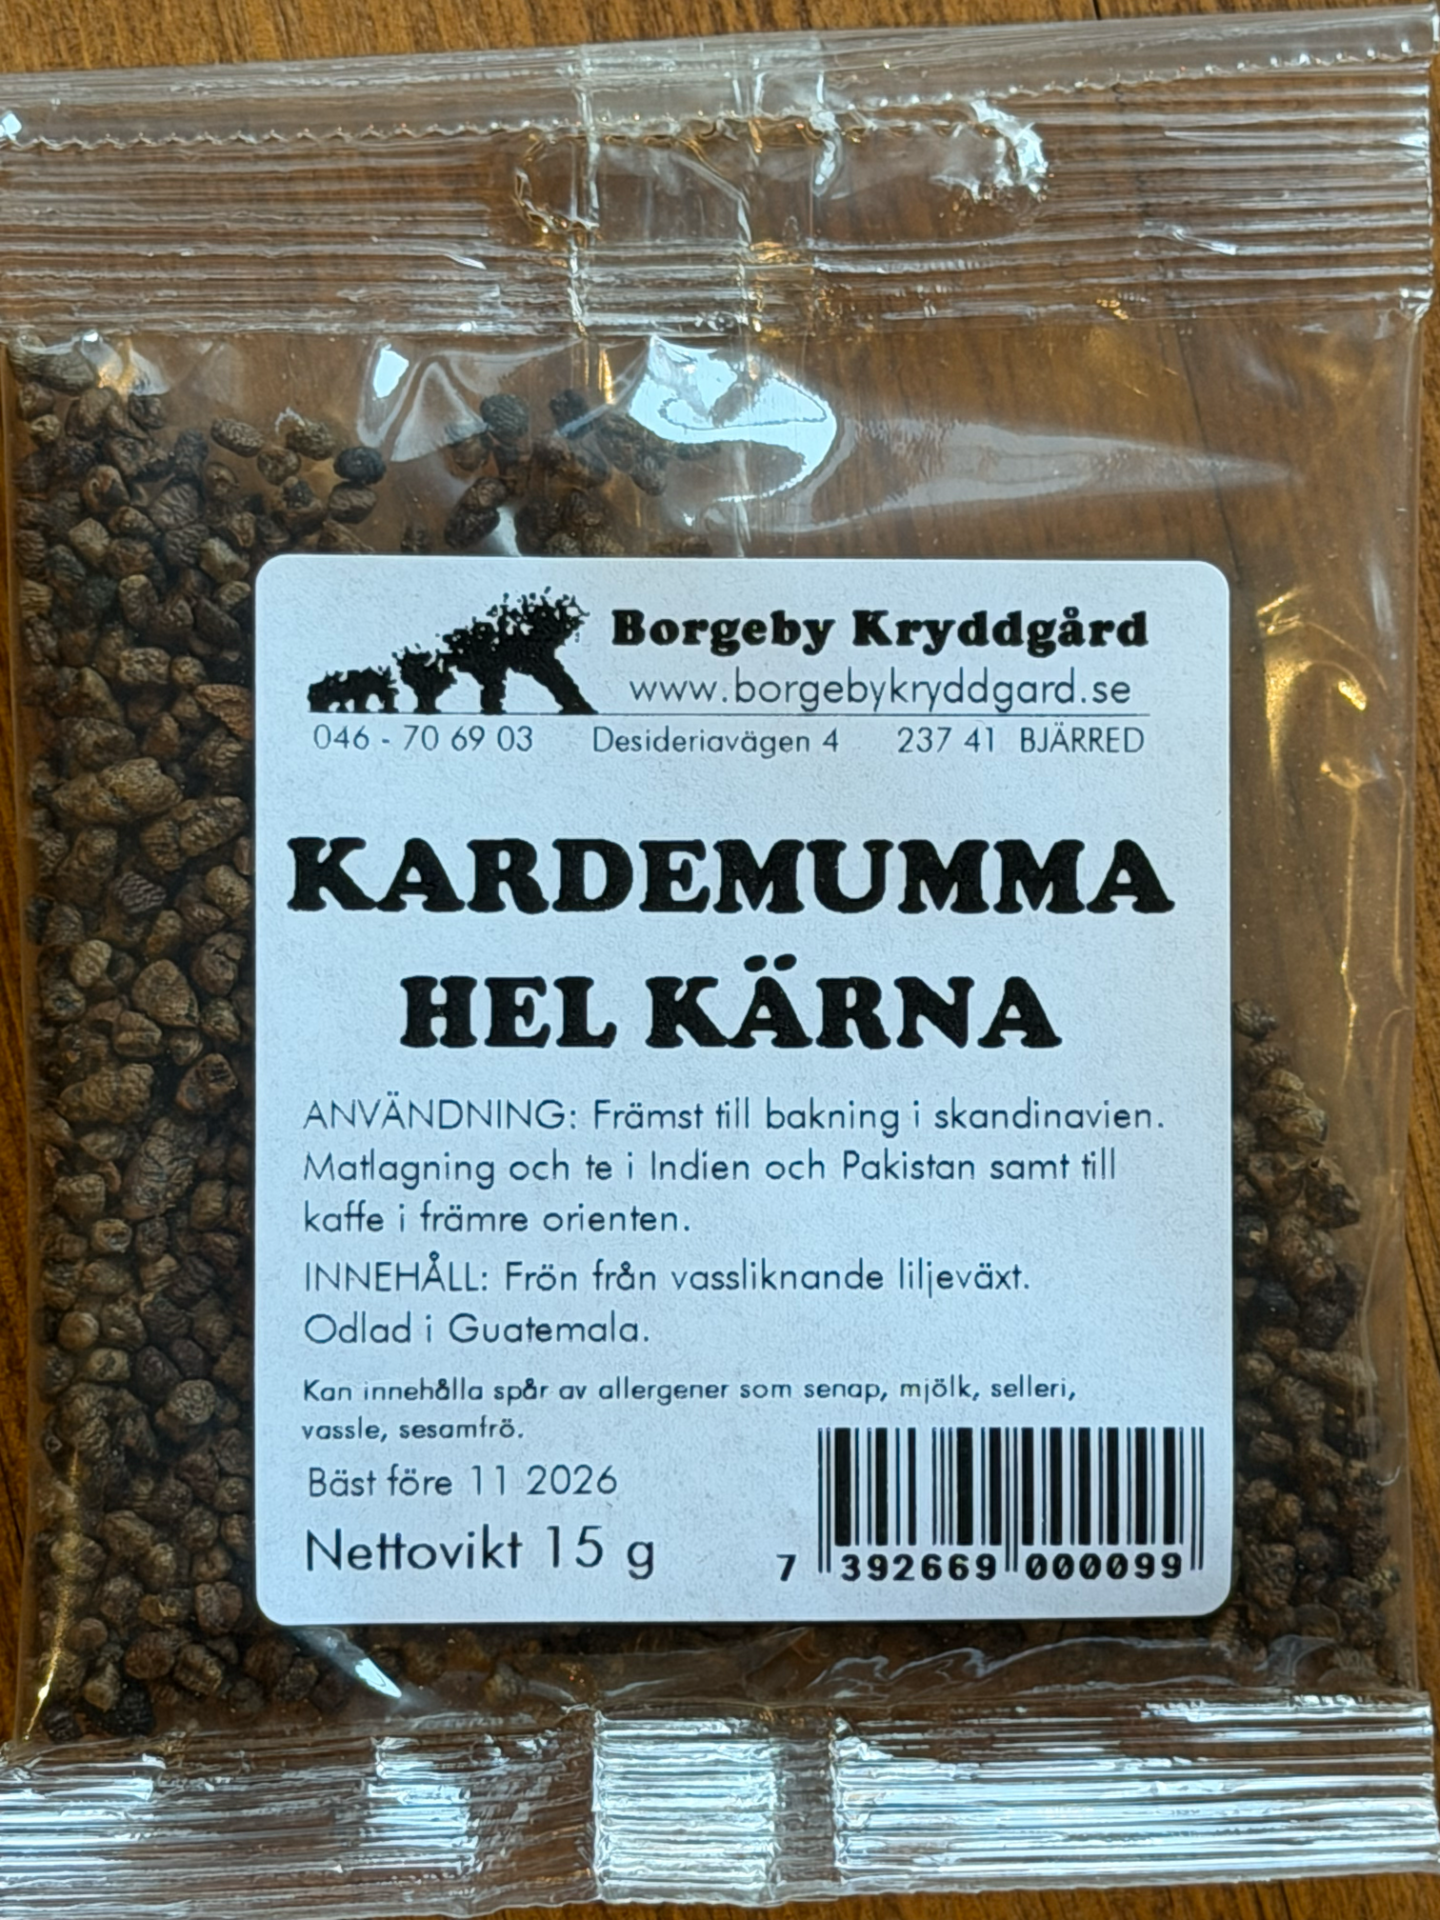 Borgeby Kryddgård
www.borgebykryddgard.se
046 - 70 69 03 Desideriavägen 4 237 41 BJÄRRED
KARDEMUMMA
HEL KÄRNA
ANVÄNDNING: Främst till bakning i skandinavien.
Matlagning och te i Indien och Pakistan samt till
kaffe i främre orienten.
INNEHÅLL: Frön från vassliknande liljeväxt.
Odlad i Guatemala.
Kan innehålla spår av allergener som senap, mjölk, selleri,
vassle, sesamfrö.
Bäst före 11 2026
Nettovikt 15 g
7 392669 000099